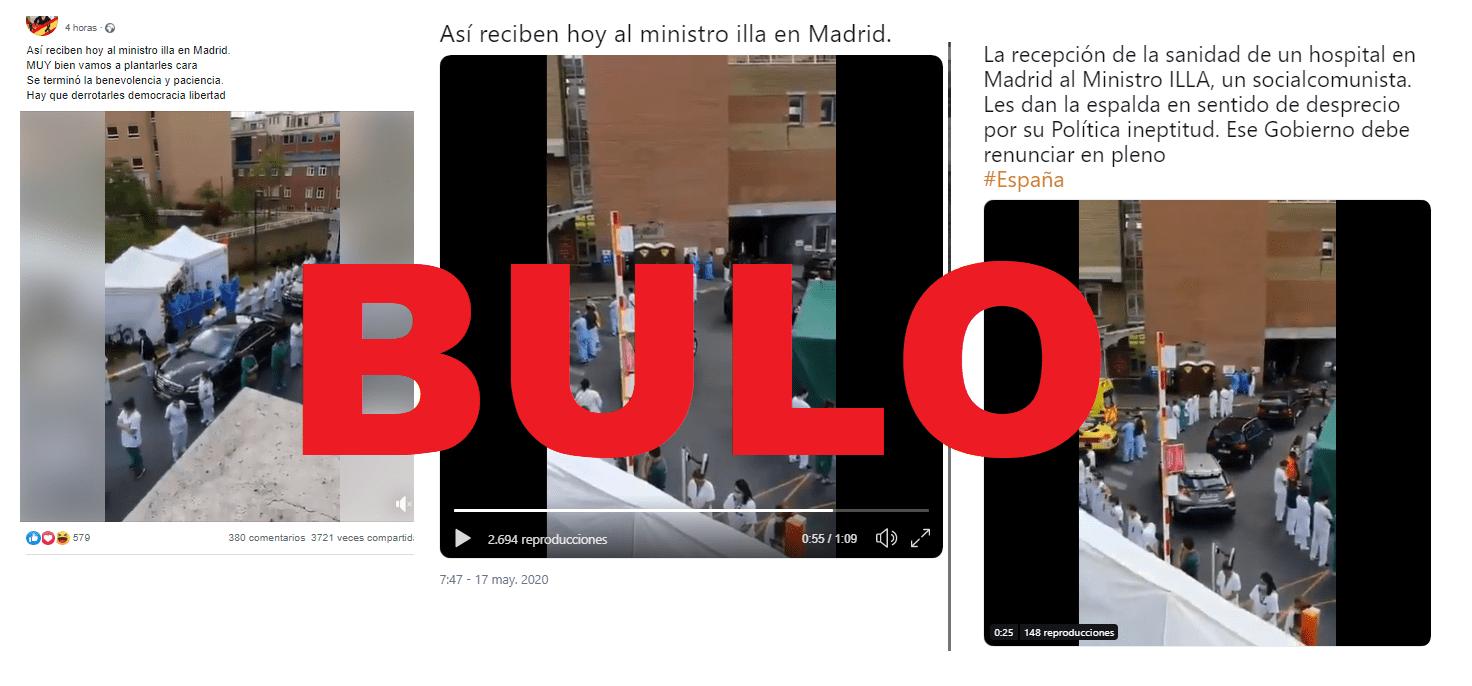 4 horas ·
Así reciben hoy al ministro illa en Madrid.
MUY bien vamos a plantarles cara
Se terminó la benevolencia y paciencia.
Hay que derrotarles democracia libertad
579
380 comentarios 3721 veces compartid
Así reciben hoy al ministro illa en Madrid.
2.694 reproducciones
0:55 / 1:09
7:47 - 17 may. 2020
La recepción de la sanidad de un hospital en
Madrid al Ministro ILLA, un socialcomunista.
Les dan la espalda en sentido de desprecio
por su Política ineptitud. Ese Gobierno debe
renunciar en pleno
#España
0:25 148 reproducciones
BULO